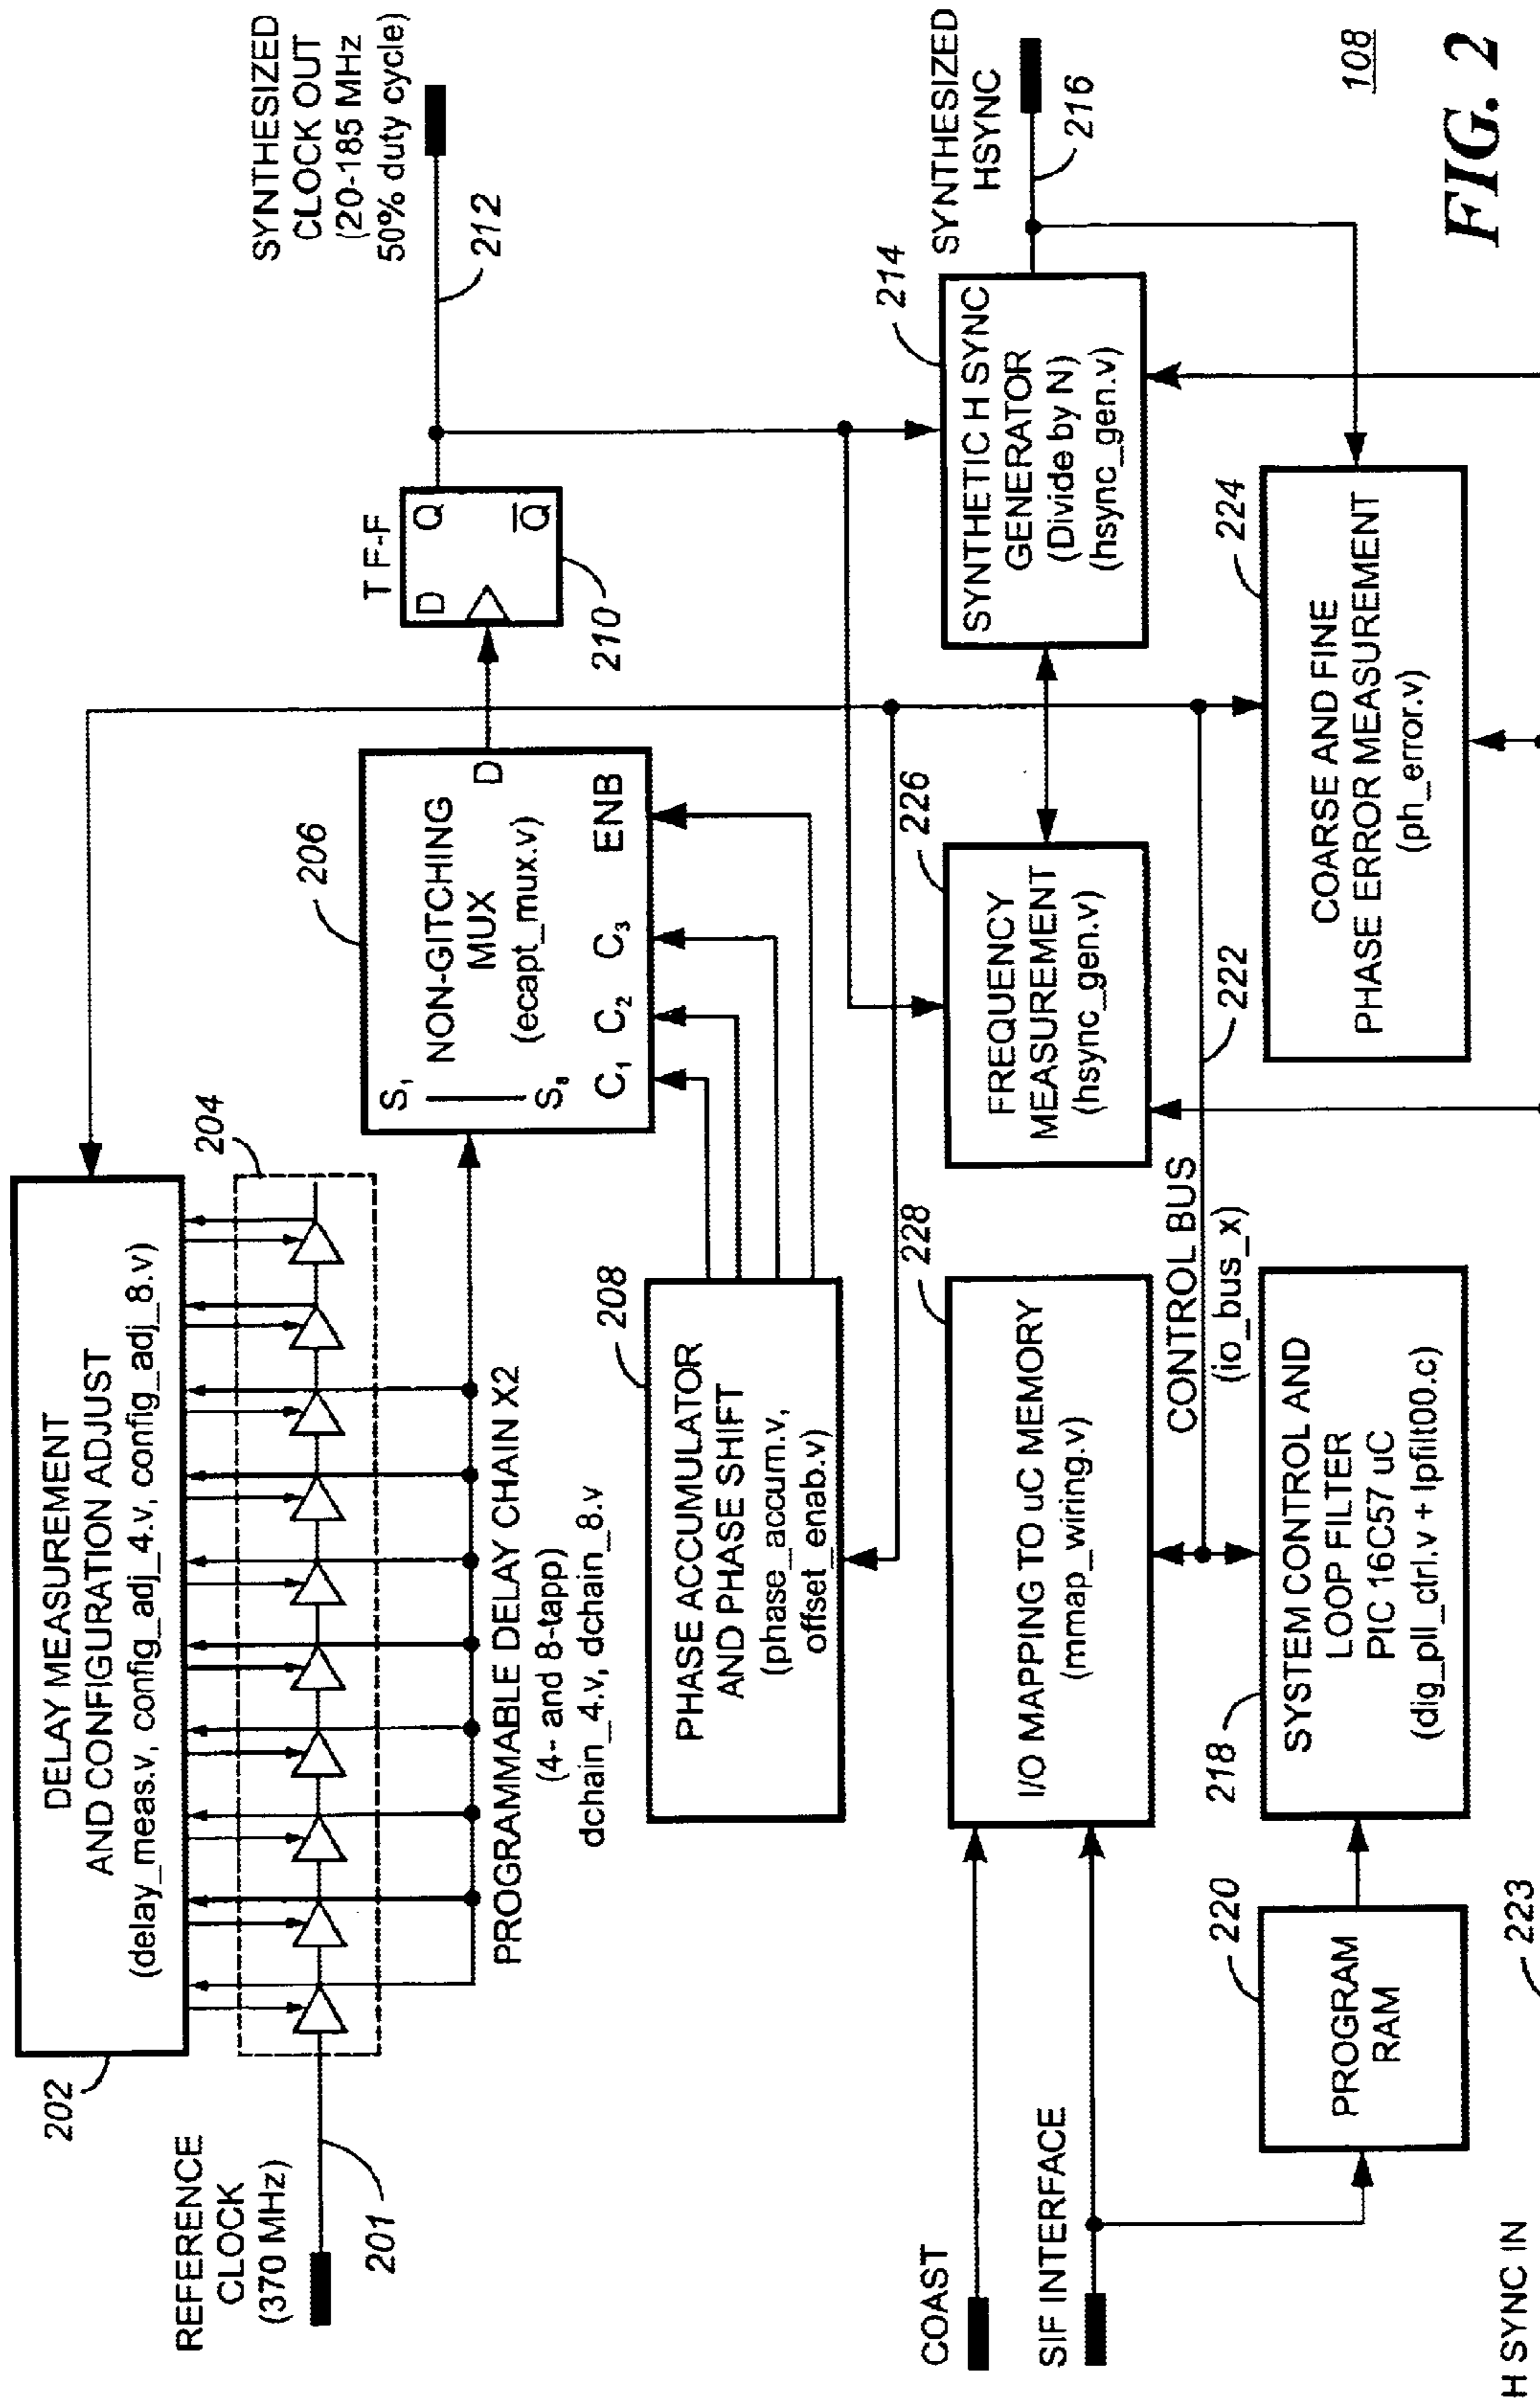 DELAY MEASUREMENT
AND CONFIGURATION ADJUST
(delay_meas.v, config_adj_4.v, config_adj_8.v)
202
204
REFERENCE
CLOCK
(370 MHz)
201
PROGRAMMABLE DELAY CHAIN X2
(4- and 8-tapp)
dchain_4.v, dchain_8.v
206
S1
S8
NON-GITCHING
MUX
(ecapt_mux.v)
D
C1 C2 C3 ENB
T F-F
D Q
Q
210
SYNTHESIZED
CLOCK OUT
(20-185 MHz
50% duty cycle)
212
208
PHASE ACCUMULATOR
AND PHASE SHIFT
(phase_accum.v,
offset_enab.v)
COAST
SIF INTERFACE
228
I/O MAPPING TO uC MEMORY
(mmap_wiring.v)
226
FREQUENCY
MEASUREMENT
(hsync_gen.v)
214
SYNTHETIC H SYNC
GENERATOR
(Divide by N)
(hsync_gen.v)
SYNTHESIZED
HSYNC
216
CONTROL BUS
(io_bus_x)
222
220
PROGRAM
RAM
218
SYSTEM CONTROL AND
LOOP FILTER
PIC 16C57 uC
(dig_pll_ctrl.v + lpfilt00.c)
224
COARSE AND FINE
PHASE ERROR MEASUREMENT
(ph_error.v)
H SYNC IN
223
108
FIG. 2